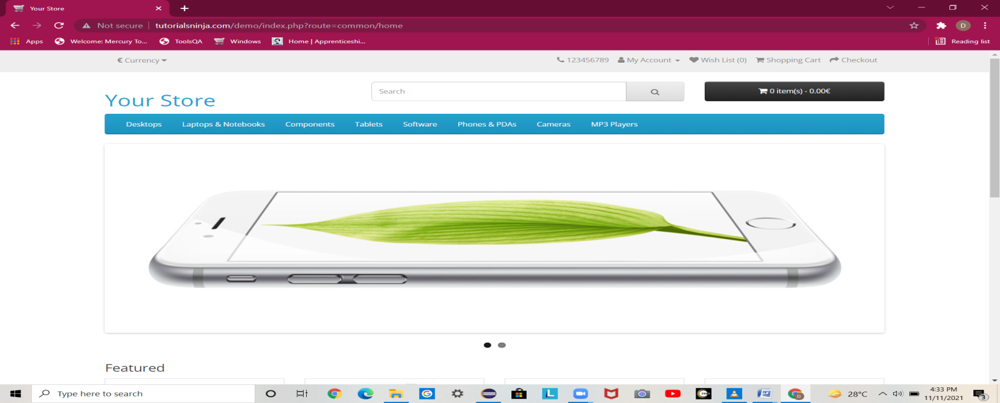 Your Store
Not secure tutorialsninja.com/demo/index.php?route=common/home D
Apps Welcome: Mercury To... ToolsQA Windows Home | Apprenticeshi... Reading list
€ Currency 123456789 My Account Wish List (0) Shopping Cart Checkout
Search 0 item(s) - 0.00€
Your Store
Desktops Laptops & Notebooks Components Tablets Software Phones & PDAs Cameras MP3 Players
Featured
Type here to search 28°C 4:33 PM
11/11/2021 3